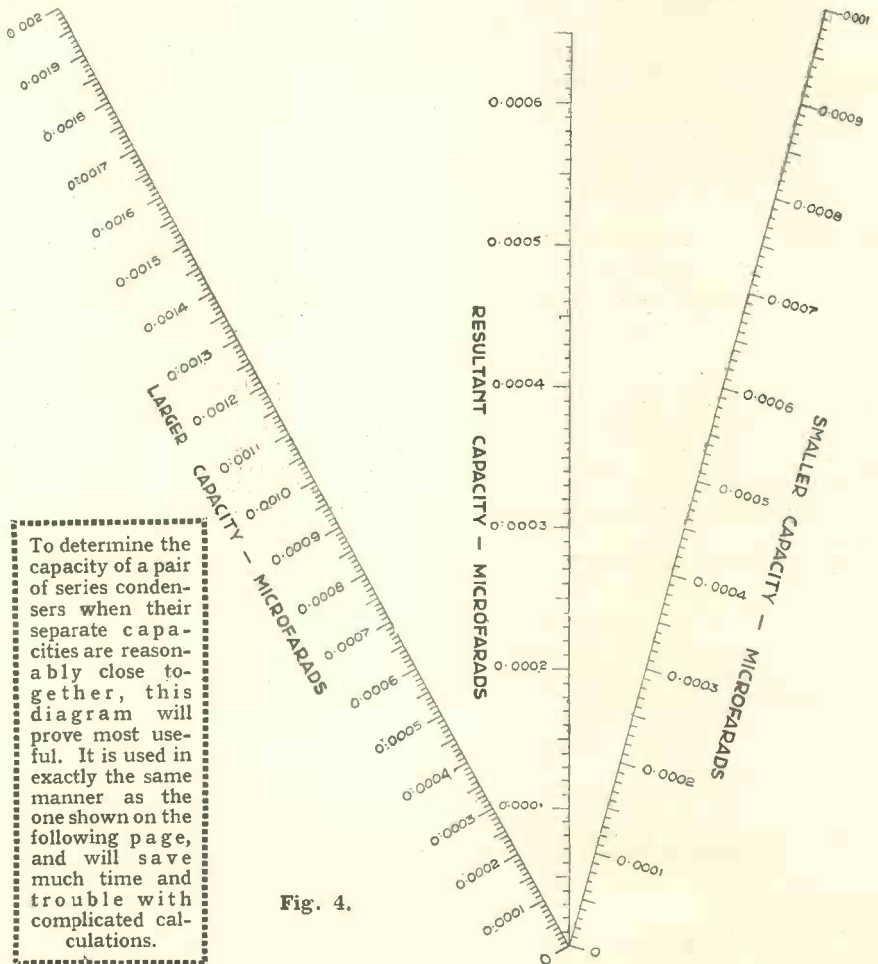 0.002
0.0019
0.0018
0.0017
0.0016
0.0015
0.0014
0.0013
0.0012
0.0011
0.0010
0.0009
0.0008
0.0007
0.0006
0.0005
0.0004
0.0003
0.0002
0.0001
0
LARGER CAPACITY — MICROFARADS
0.0006
0.0005
0.0004
0.0003
0.0002
0.0001
RESULTANT CAPACITY — MICROFARADS
0.001
0.0009
0.0008
0.0007
0.0006
0.0005
0.0004
0.0003
0.0002
0.0001
0
SMALLER CAPACITY — MICROFARADS
To determine the
capacity of a pair
of series conden-
sers when their
separate capa-
cities are reason-
ably close to-
gether, this
diagram will
prove most use-
ful. It is used in
exactly the same
manner as the
one shown on the
following page,
and will save
much time and
trouble with
complicated cal-
culations.
Fig. 4.